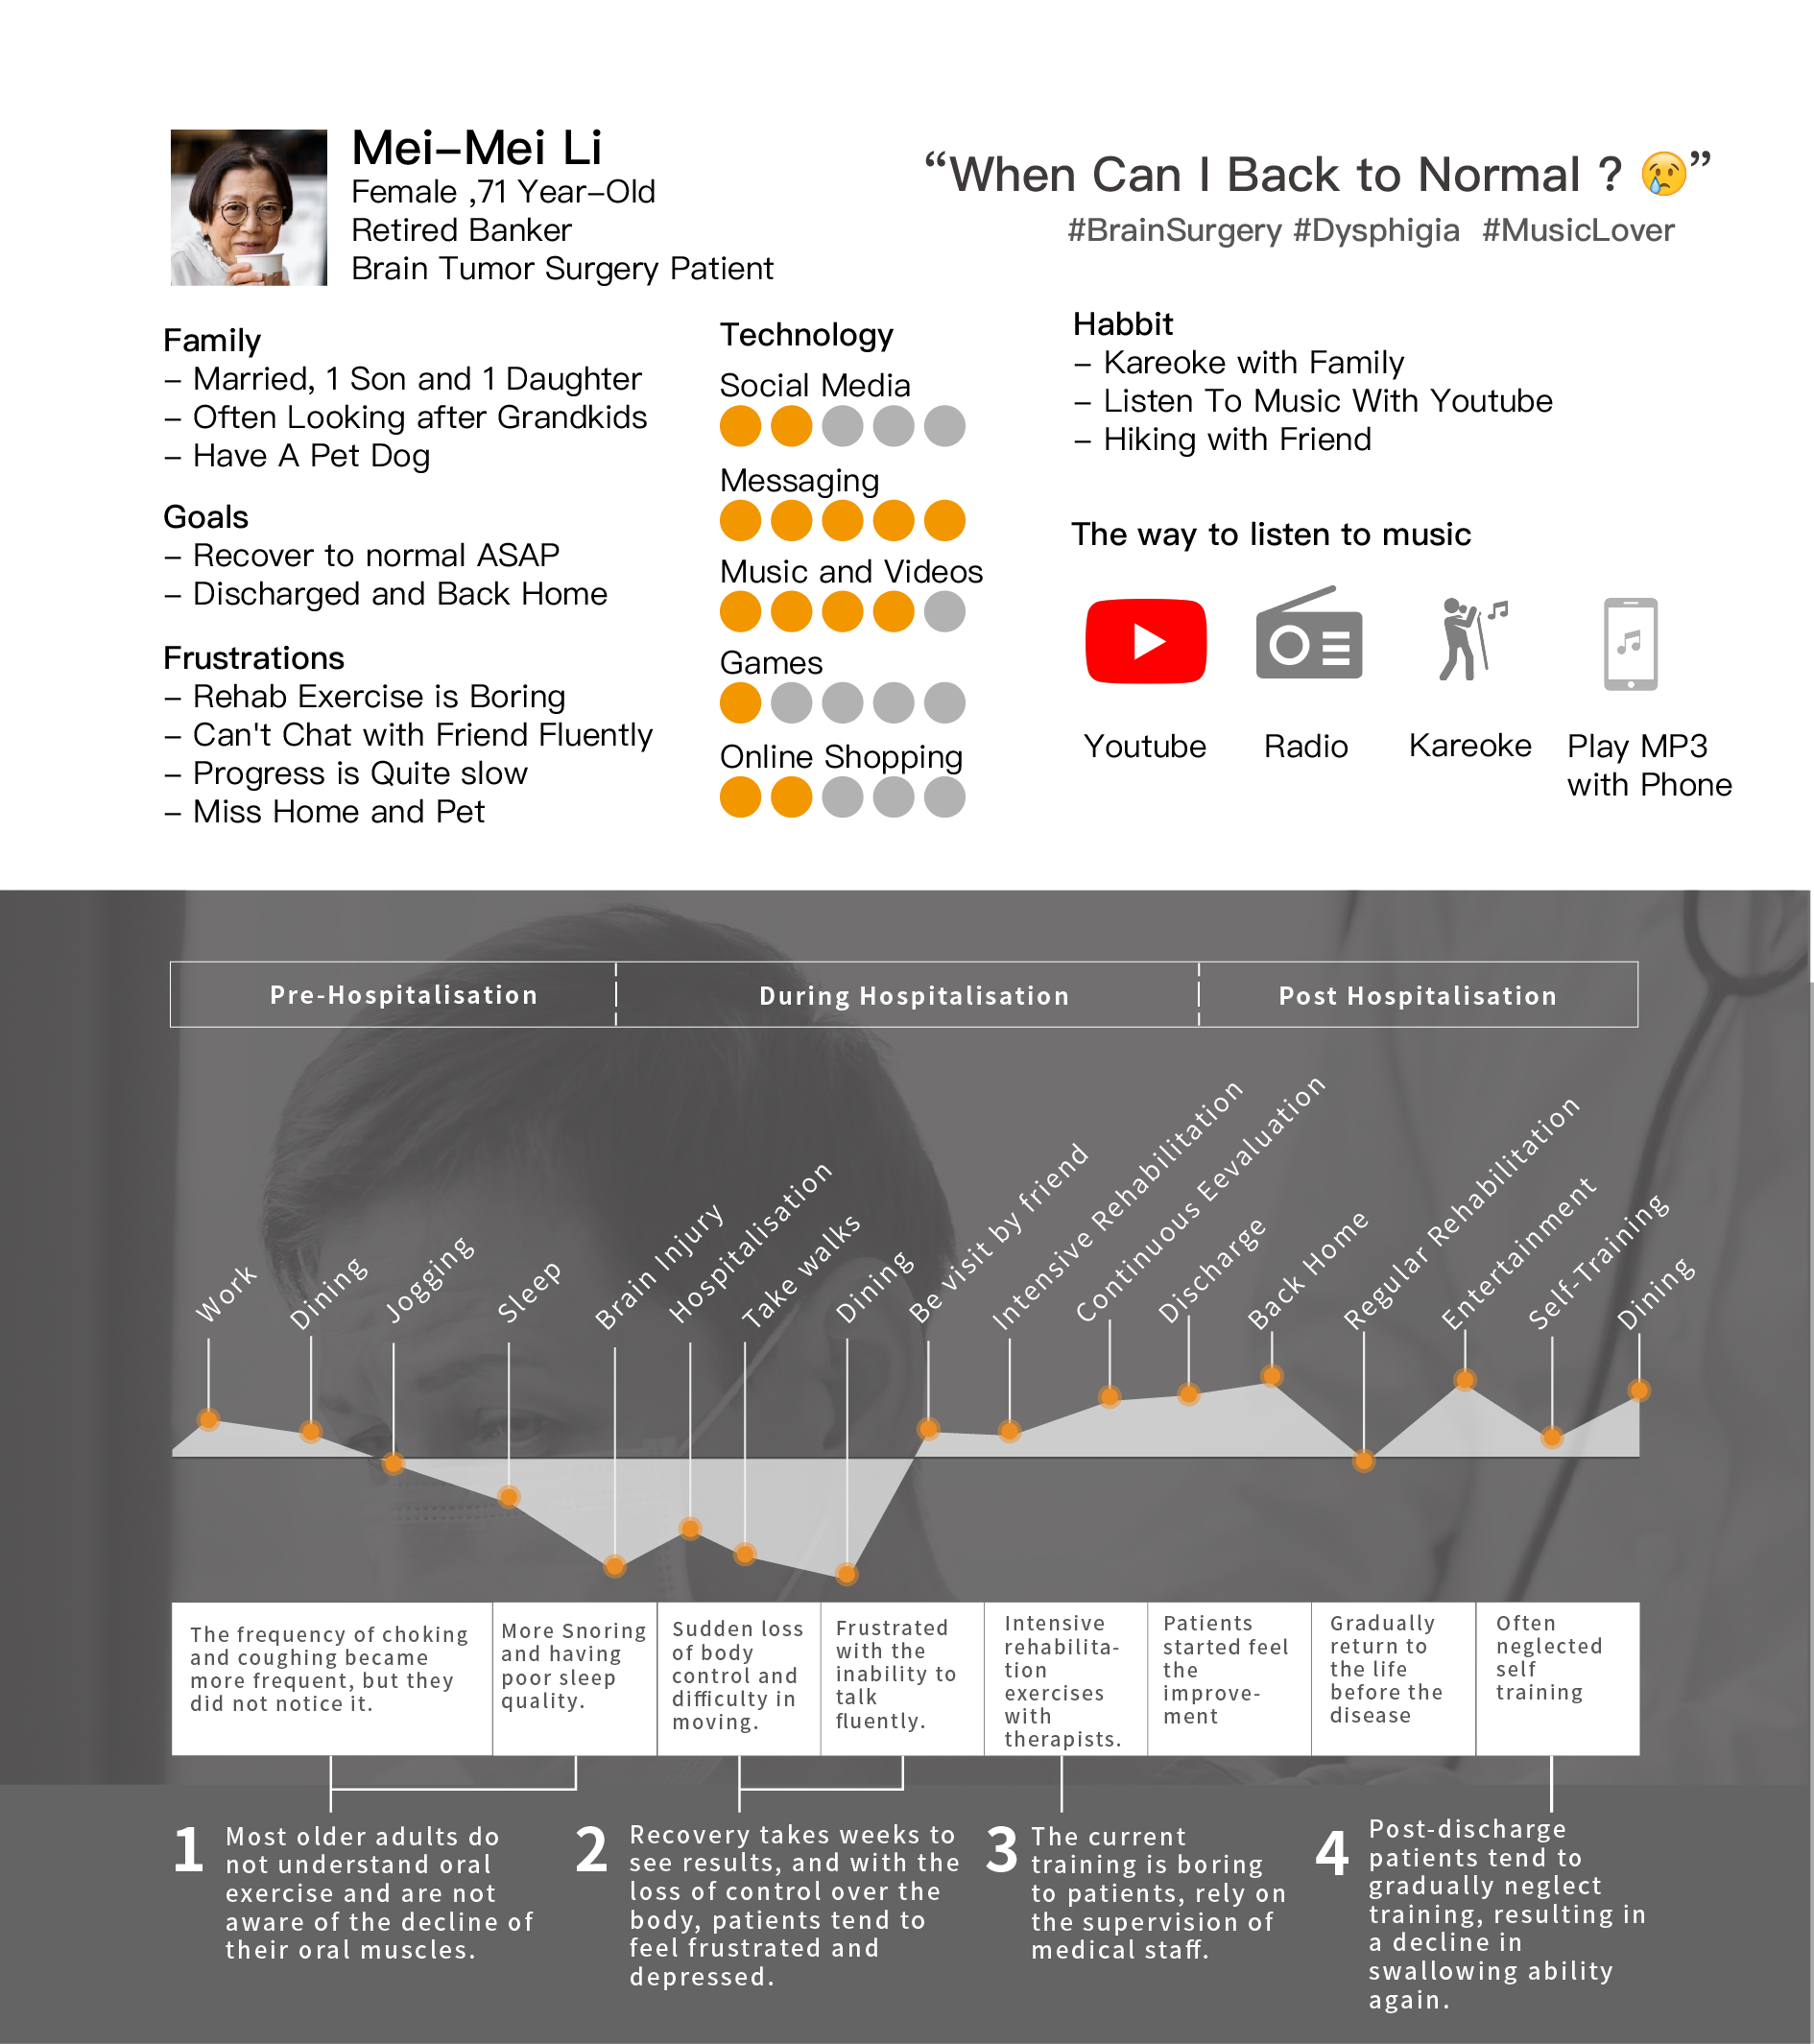 Mei-Mei Li
Female ,71 Year-Old
Retired Banker
Brain Tumor Surgery Patient
“When Can I Back to Normal ? 😢”
#BrainSurgery #Dysphigia #MusicLover
Family
- Married, 1 Son and 1 Daughter
- Often Looking after Grandkids
- Have A Pet Dog
Goals
- Recover to normal ASAP
- Discharged and Back Home
Frustrations
- Rehab Exercise is Boring
- Can't Chat with Friend Fluently
- Progress is Quite slow
- Miss Home and Pet
Technology
Social Media
Messaging
Music and Videos
Games
Online Shopping
Habbit
- Kareoke with Family
- Listen To Music With Youtube
- Hiking with Friend
The way to listen to music
Youtube
Radio
Kareoke
Play MP3
with Phone
Pre-Hospitalisation
During Hospitalisation
Post Hospitalisation
Work
Dining
Jogging
Sleep
Brain Injury
Hospitalisation
Take walks
Dining
Be visit by friend
Intensive Rehabilitation
Continuous Eevaluation
Discharge
Back Home
Regular Rehabilitation
Entertainment
Self-Training
Dining
The frequency of choking
and coughing became
more frequent, but they
did not notice it.
More Snoring
and having
poor sleep
quality.
Sudden loss
of body
control and
difficulty in
moving.
Frustrated
with the
inability to
talk
fluently.
Intensive
rehabilita-
tion
exercises
with
therapists.
Patients
started feel
the
improve-
ment
Gradually
return to
the life
before the
disease
Often
neglected
self
training
1
Most older adults do
not understand oral
exercise and are not
aware of the decline of
their oral muscles.
2
Recovery takes weeks to
see results, and with the
loss of control over the
body, patients tend to
feel frustrated and
depressed.
3
The current
training is boring
to patients, rely on
the supervision of
medical staff.
4
Post-discharge
patients tend to
gradually neglect
training, resulting in
a decline in
swallowing ability
again.